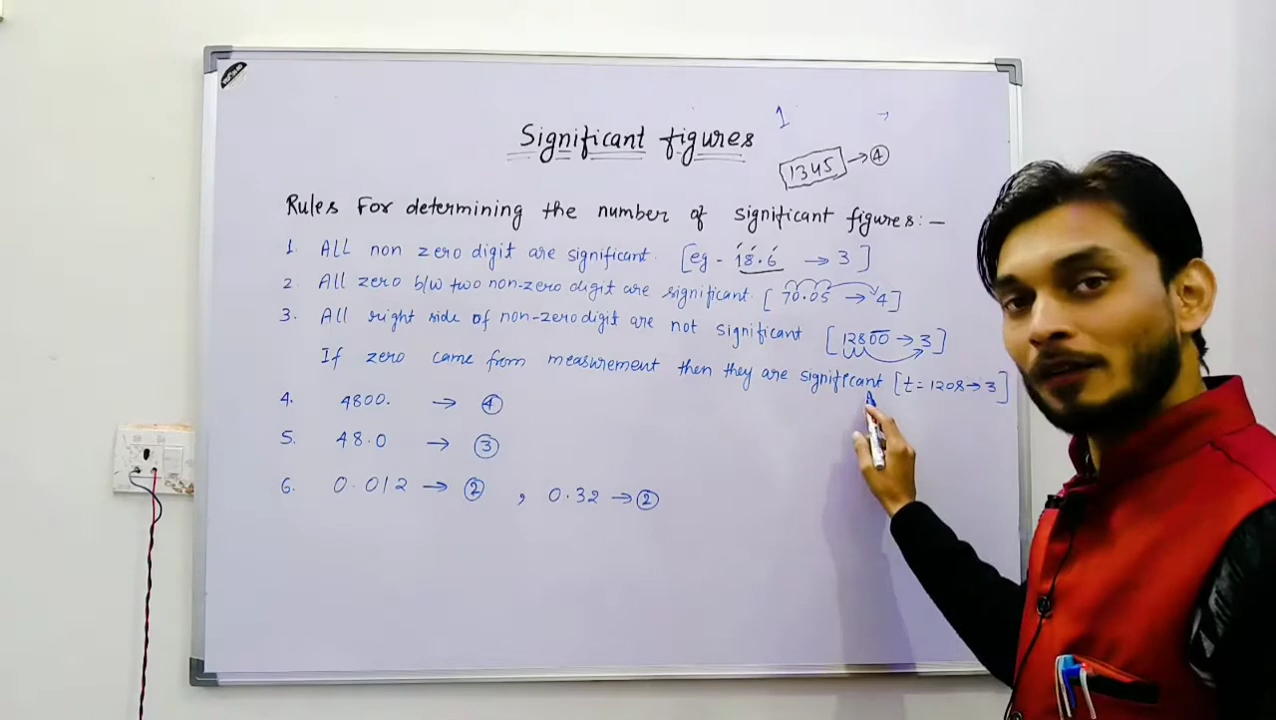 Significant figures
1
1345 → 4
Rules For determining the number of significant figures:-
1. ALL non zero digit are significant. [eg - 18.6 → 3]
2. All zero b/w two non-zero digit are significant. [70.05 → 4]
3. All right side of non-zero digit are not significant [12800 → 3]
If zero came from measurement then they are significant [t = 120s → 3]
4. 4800. → 4
5. 48.0 → 3
6. 0.012 → 2 , 0.32 → 2